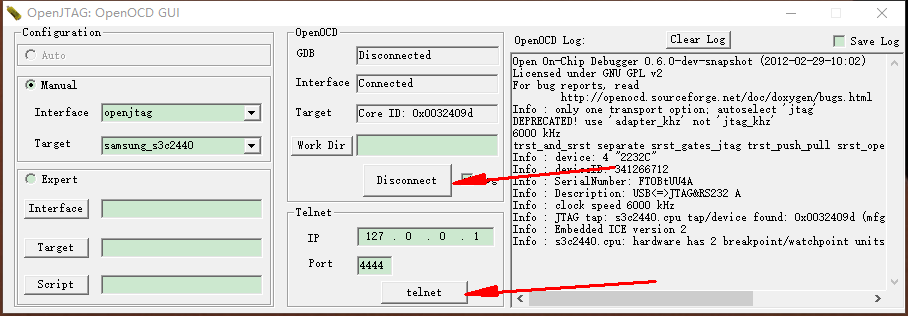 OpenJTAG: OpenOCD GUI
Configuration
Auto
Manual
Interface openjtag
Target samsung_s3c2440
Expert
Interface
Target
Script
OpenOCD
GDB Disconnected
Interface Connected
Target Core ID: 0x0032409d
Work Dir
Disconnect
Telnet
IP 127 . 0 . 0 . 1
Port 4444
telnet
OpenOCD Log:
Clear Log
Save Log
Open On-Chip Debugger 0.6.0-dev-snapshot (2012-02-29-10:02)
Licensed under GNU GPL v2
For bug reports, read
http://openocd.sourceforge.net/doc/doxygen/bugs.html
Info : only one transport option; autoselect 'jtag'
DEPRECATED! use 'adapter_khz' not 'jtag_khz'
6000 kHz
trst_and_srst separate srst_gates_jtag trst_push_pull srst_ope
Info : device: 4 "2232C"
Info : deviceID: 341266712
Info : SerialNumber: FTOBtUU4A
Info : Description: USB<=>JTAG&RS232 A
Info : clock speed 6000 kHz
Info : JTAG tap: s3c2440.cpu tap/device found: 0x0032409d (mfg
Info : Embedded ICE version 2
Info : s3c2440.cpu: hardware has 2 breakpoint/watchpoint units